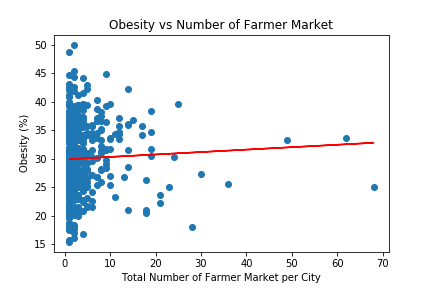 Obesity vs Number of Farmer Market
Obesity (%)
50
45
40
35
30
25
20
15
0 10 20 30 40 50 60 70
Total Number of Farmer Market per City